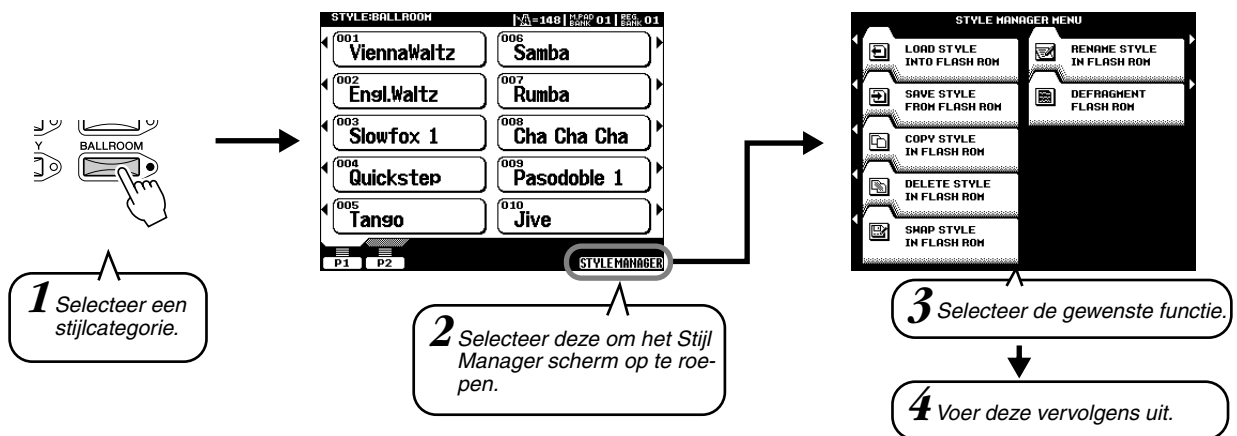 Y
BALLROOM
1 Selecteer een
stijlcategorie.
STYLE:BALLROOM =148 M.PAD BANK 01 REG. BANK 01
001 ViennaWaltz
006 Samba
002 Engl.Waltz
007 Rumba
003 Slowfox 1
008 Cha Cha Cha
004 Quickstep
009 Pasodoble 1
005 Tango
010 Jive
P1 P2 STYLEMANAGER
2 Selecteer deze om het Stijl
Manager scherm op te roe-
pen.
STYLE MANAGER MENU
LOAD STYLE
INTO FLASH ROM
RENAME STYLE
IN FLASH ROM
SAVE STYLE
FROM FLASH ROM
DEFRAGMENT
FLASH ROM
COPY STYLE
IN FLASH ROM
DELETE STYLE
IN FLASH ROM
SWAP STYLE
IN FLASH ROM
3 Selecteer de gewenste functie.
4 Voer deze vervolgens uit.